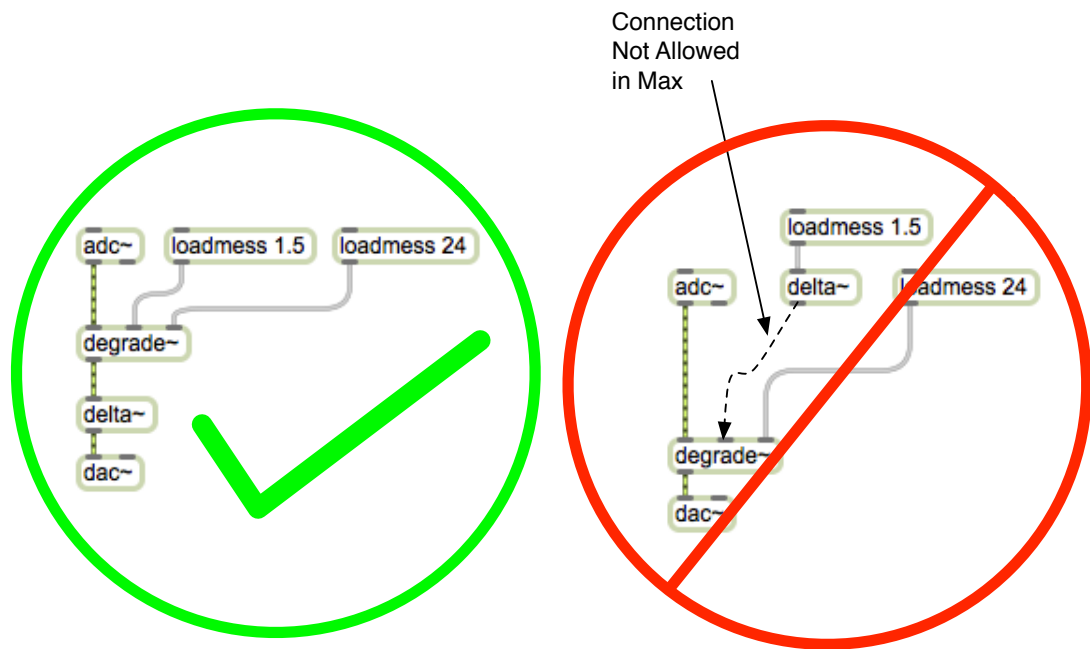 Connection
Not Allowed
in Max
adc~
loadmess 1.5
loadmess 24
degrade~
delta~
dac~
loadmess 1.5
adc~
delta~
loadmess 24
degrade~
dac~